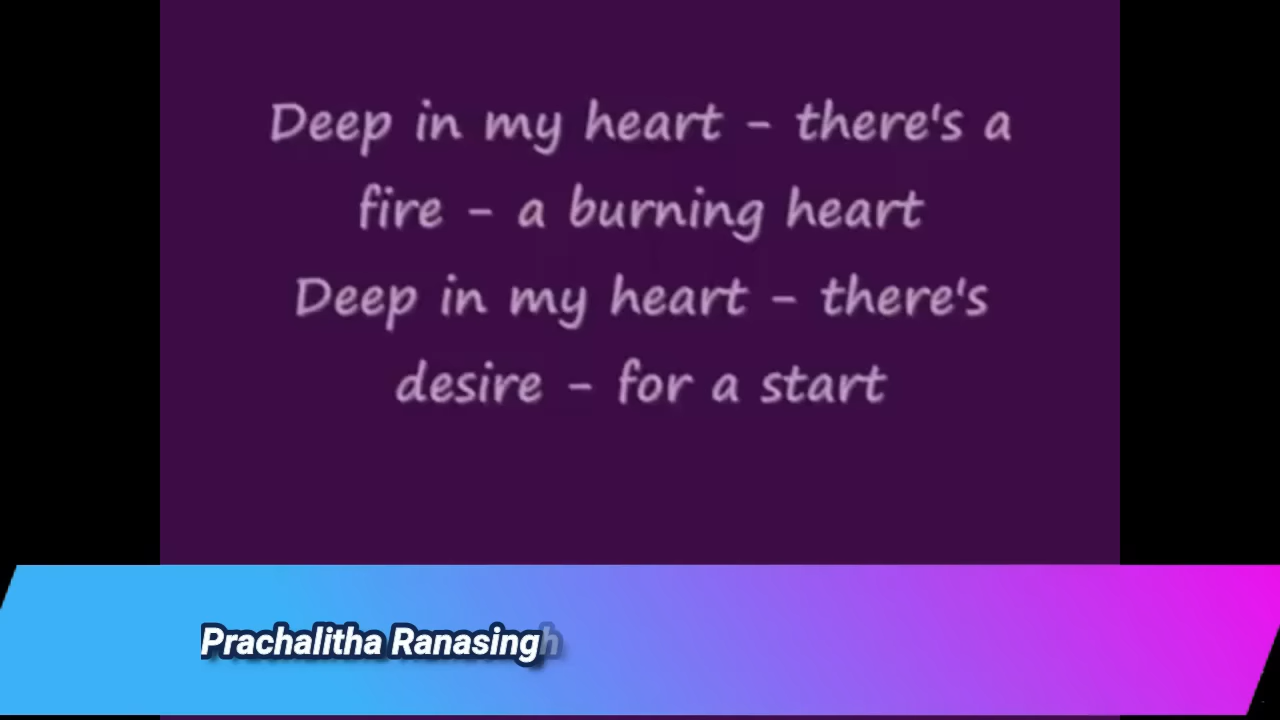 Deep in my heart - there's a
fire - a burning heart
Deep in my heart - there's
desire - for a start
Prachalitha Ranasingh